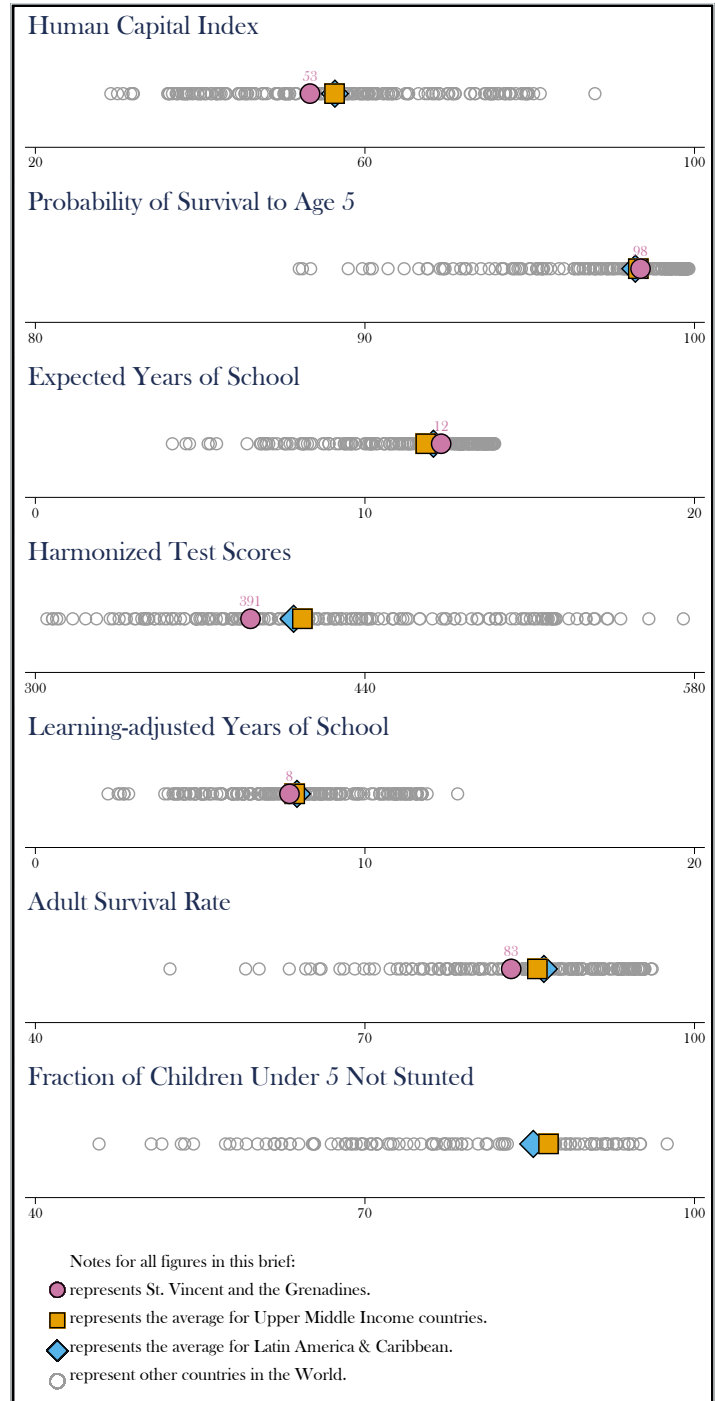 Human Capital Index
53
20 60 100
Probability of Survival to Age 5
98
80 90 100
Expected Years of School
12
0 10 20
Harmonized Test Scores
391
300 440 580
Learning-adjusted Years of School
8
0 10 20
Adult Survival Rate
83
40 70 100
Fraction of Children Under 5 Not Stunted
40 70 100
Notes for all figures in this brief:
represents St. Vincent and the Grenadines.
represents the average for Upper Middle Income countries.
represents the average for Latin America & Caribbean.
represent other countries in the World.